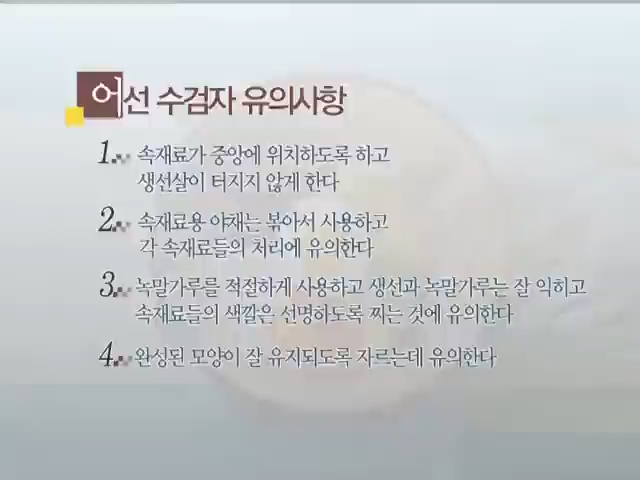 어선 수검자 유의사항
1. 속재료가 중앙에 위치하도록 하고
생선살이 터지지 않게 한다
2. 속재료용 야채는 볶아서 사용하고
각 속재료들의 처리에 유의한다
3. 녹말가루를 적절하게 사용하고 생선과 녹말가루는 잘 익히고
속재료들의 색깔은 선명하도록 찌는 것에 유의한다
4. 완성된 모양이 잘 유지되도록 자르는데 유의한다